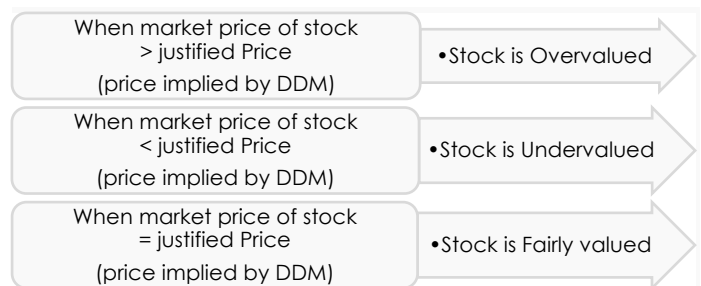 When market price of stock
> justified Price
(price implied by DDM)
•Stock is Overvalued
When market price of stock
< justified Price
(price implied by DDM)
•Stock is Undervalued
When market price of stock
= justified Price
(price implied by DDM)
•Stock is Fairly valued